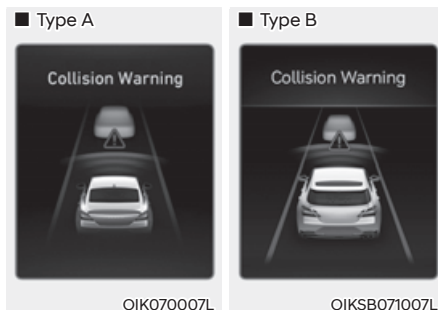 ■ Type A
Collision Warning
OIK070007L
■ Type B
Collision Warning
OIKSB071007L